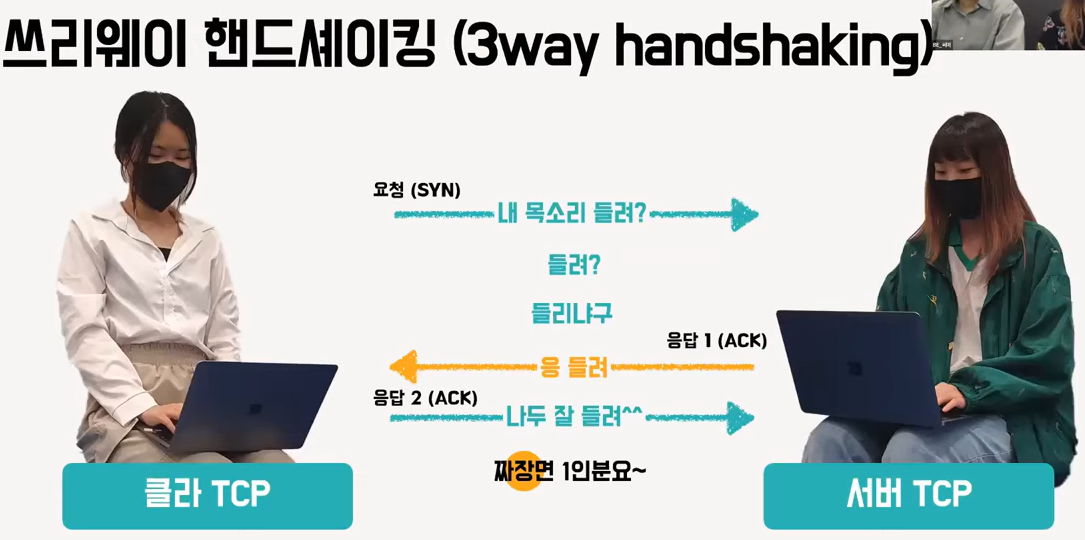 쓰리웨이 핸드셰이킹 (3way handshaking)
요청 (SYN)
내 목소리 들려?
들려?
들리냐구
응답 1 (ACK)
응 들려
응답 2 (ACK)
나두 잘 들려^^
짜장면 1인분요~
클라 TCP
서버 TCP